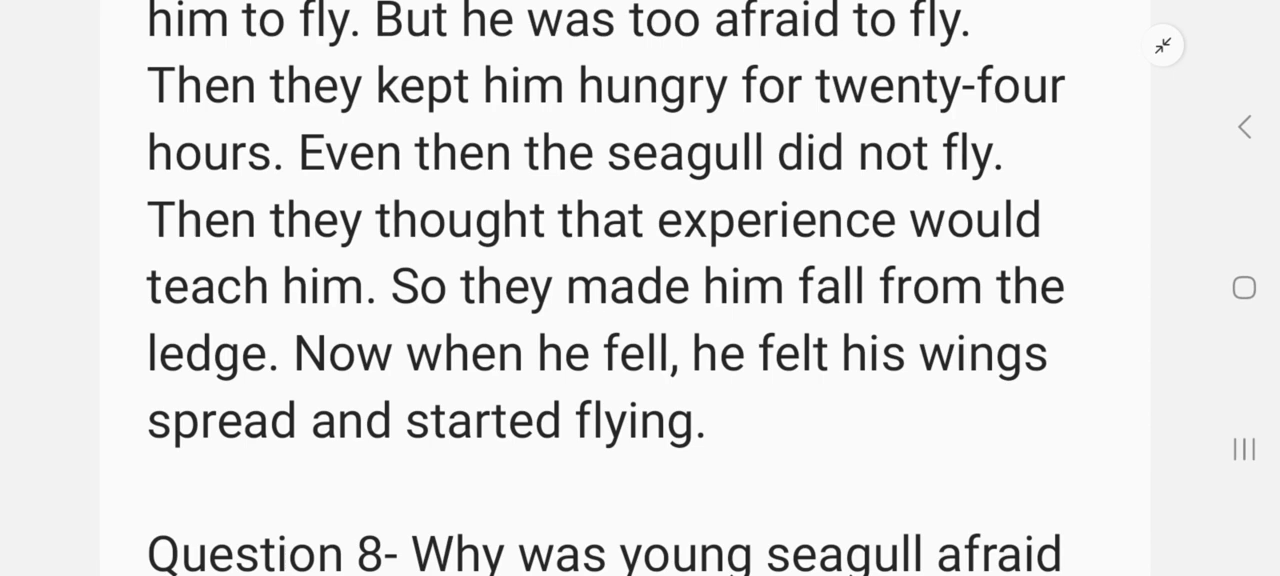 him to fly. But he was too afraid to fly.
Then they kept him hungry for twenty-four
hours. Even then the seagull did not fly.
Then they thought that experience would
teach him. So they made him fall from the
ledge. Now when he fell, he felt his wings
spread and started flying.
Question 8- Why was young seagull afraid